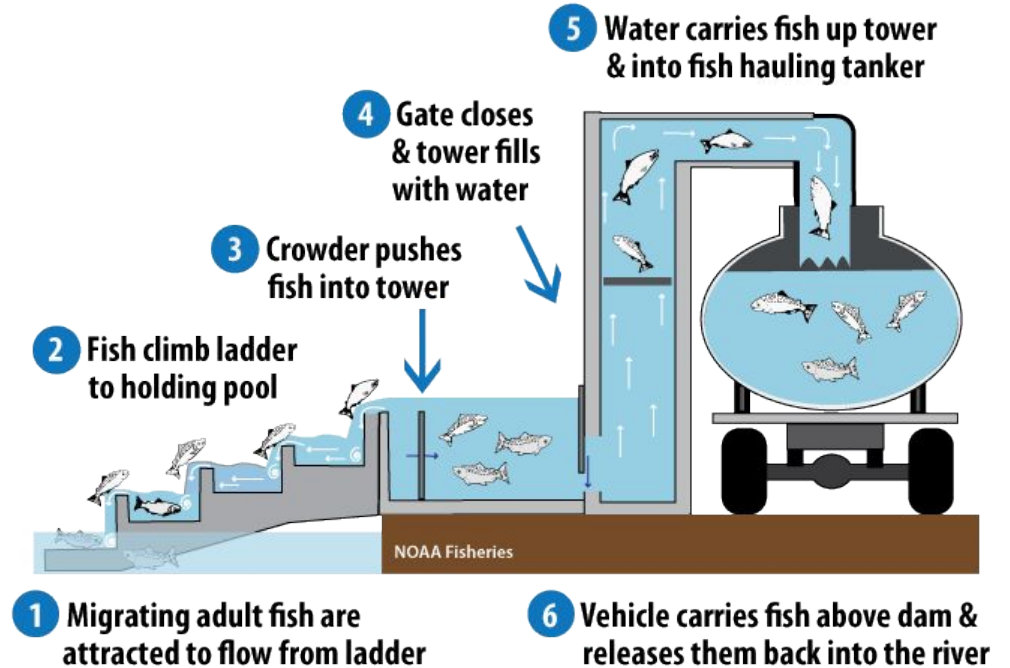 1 Migrating adult fish are
attracted to flow from ladder
2 Fish climb ladder
to holding pool
3 Crowder pushes
fish into tower
4 Gate closes
& tower fills
with water
5 Water carries fish up tower
& into fish hauling tanker
6 Vehicle carries fish above dam &
releases them back into the river
NOAA Fisheries